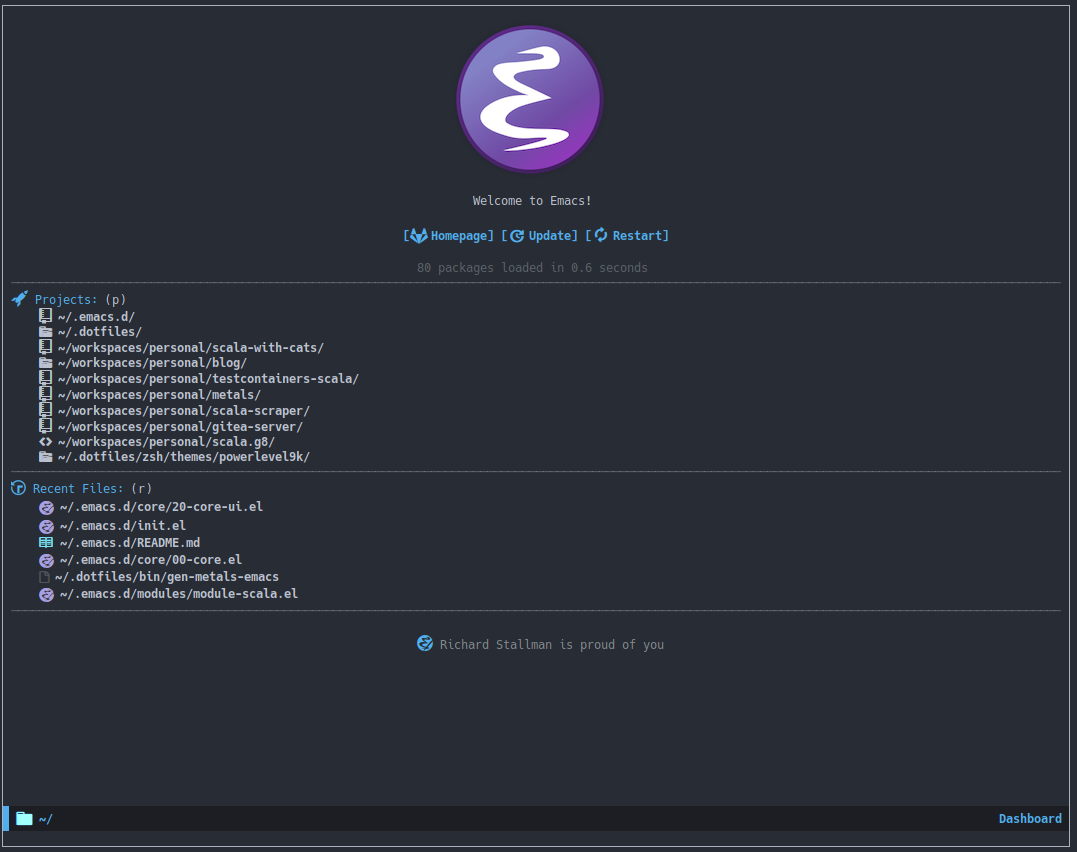 Welcome to Emacs!
[Homepage] [Update] [Restart]
80 packages loaded in 0.6 seconds
Projects: (p)
~/.emacs.d/
~/.dotfiles/
~/workspaces/personal/scala-with-cats/
~/workspaces/personal/blog/
~/workspaces/personal/testcontainers-scala/
~/workspaces/personal/metals/
~/workspaces/personal/scala-scraper/
~/workspaces/personal/gitea-server/
~/workspaces/personal/scala.g8/
~/.dotfiles/zsh/themes/powerlevel9k/
Recent Files: (r)
~/.emacs.d/core/20-core-ui.el
~/.emacs.d/init.el
~/.emacs.d/README.md
~/.emacs.d/core/00-core.el
~/.dotfiles/bin/gen-metals-emacs
~/.emacs.d/modules/module-scala.el
Richard Stallman is proud of you
~/ Dashboard